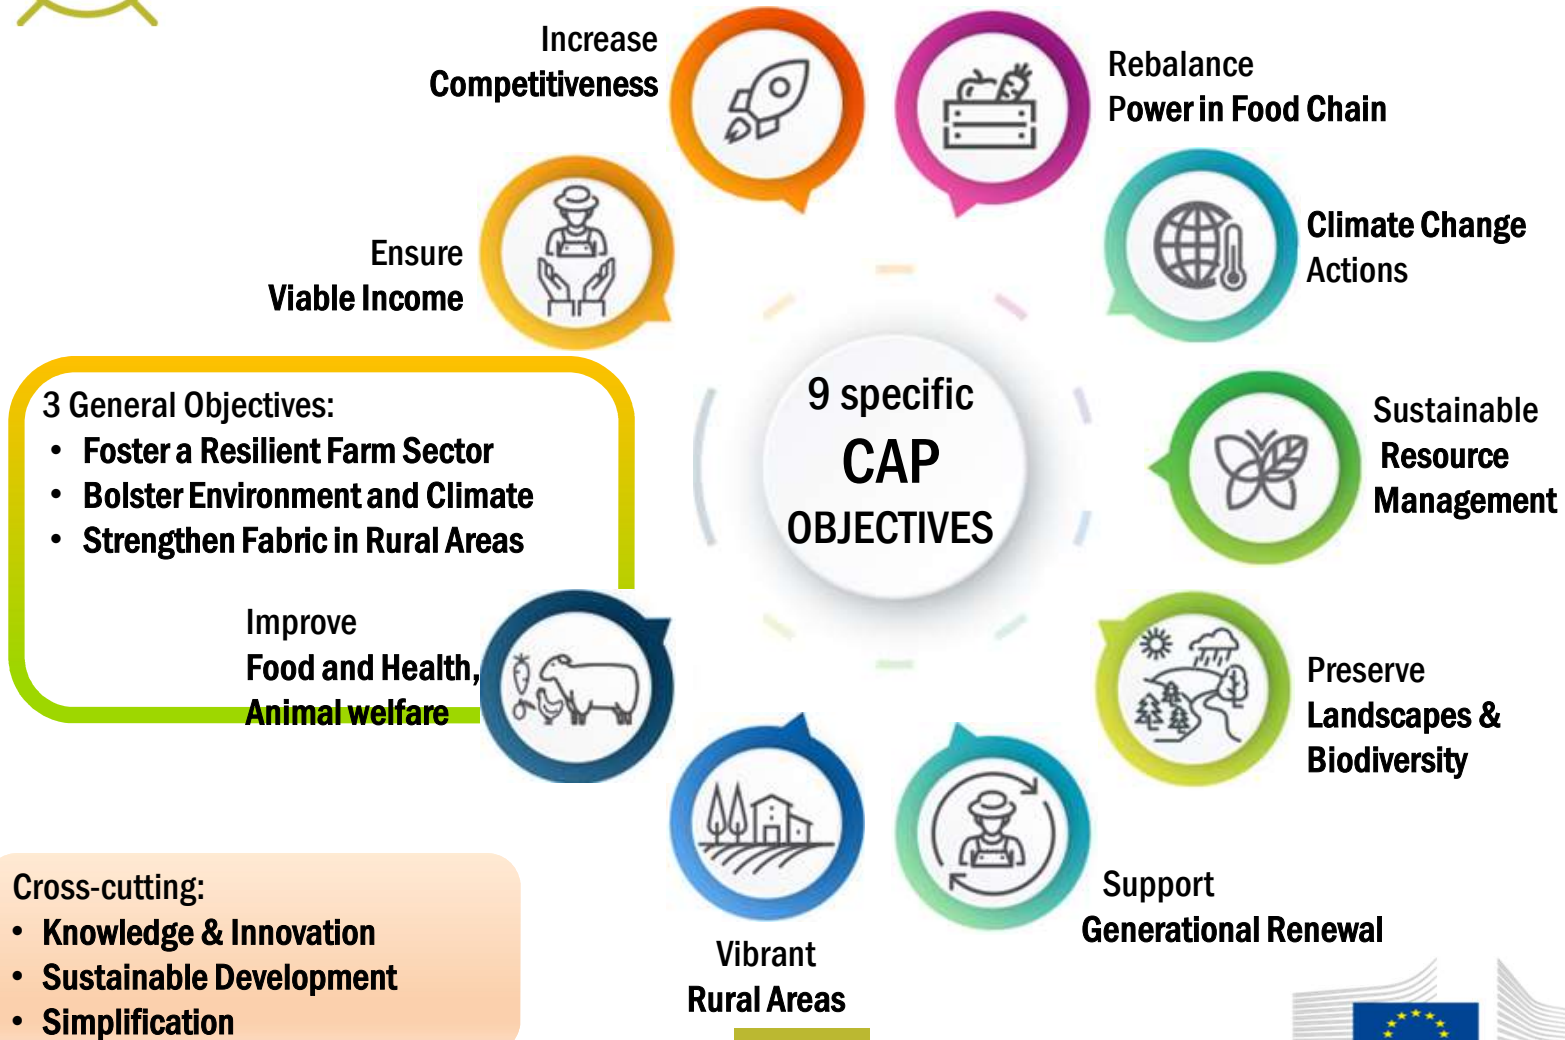 Increase
Competitiveness
Rebalance
Power in Food Chain
Ensure
Viable Income
Climate Change
Actions
3 General Objectives:
• Foster a Resilient Farm Sector
• Bolster Environment and Climate
• Strengthen Fabric in Rural Areas
9 specific
CAP
OBJECTIVES
Sustainable
Resource
Management
Improve
Food and Health,
Animal welfare
Preserve
Landscapes &
Biodiversity
Support
Generational Renewal
Vibrant
Rural Areas
Cross-cutting:
• Knowledge & Innovation
• Sustainable Development
• Simplification